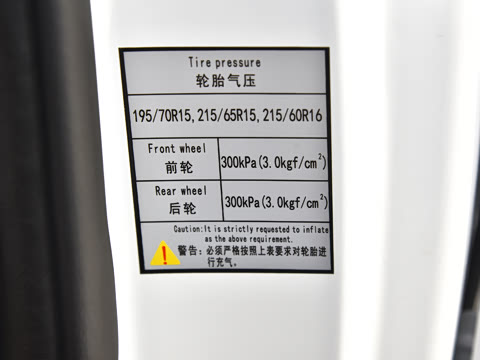 Tire pressure
轮胎气压
195/70R15,215/65R15,215/60R16
Front wheel
前轮
300kPa(3.0kgf/cm²)
Rear wheel
后轮
300kPa(3.0kgf/cm²)
Caution:It is strictly requested to inflate
as the above requirement.
警告:必须严格按照上表要求对轮胎进
行充气。